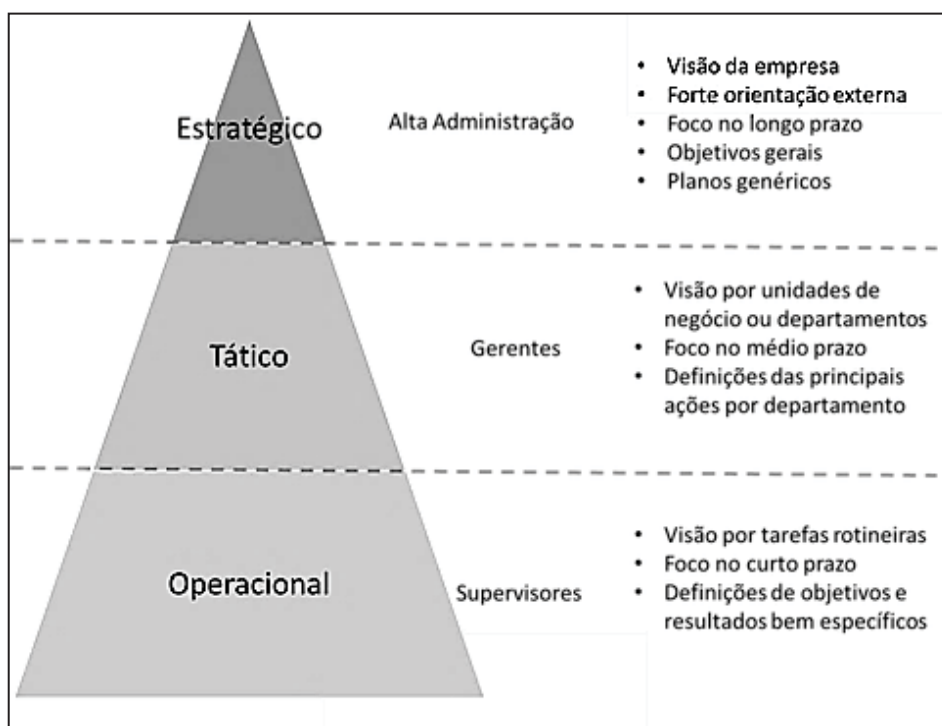 Estratégico
Alta Administração
• Visão da empresa
• Forte orientação externa
• Foco no longo prazo
• Objetivos gerais
• Planos genéricos
Tático
Gerentes
• Visão por unidades de
negócio ou departamentos
• Foco no médio prazo
• Definições das principais
ações por departamento
Operacional
Supervisores
• Visão por tarefas rotineiras
• Foco no curto prazo
• Definições de objetivos e
resultados bem específicos